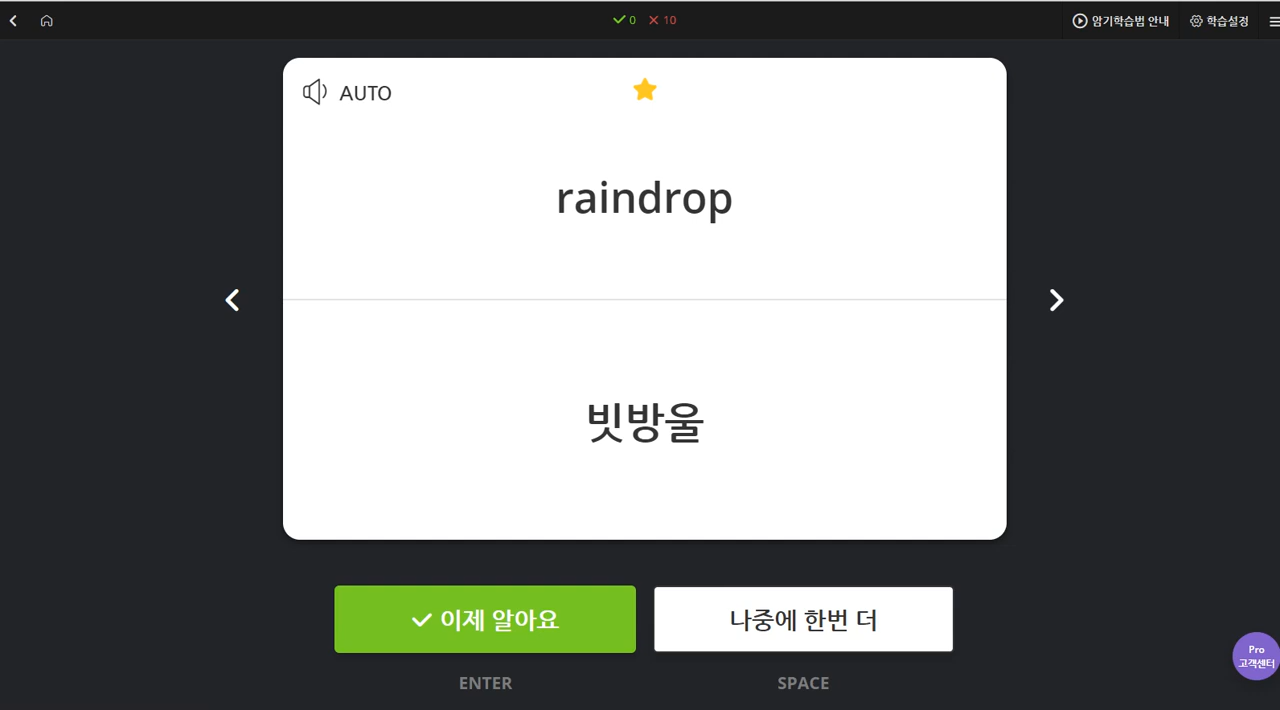 0 10 암기학습법 안내 학습설정
AUTO
raindrop
빗방울
이제 알아요 나중에 한번 더
ENTER SPACE
Pro
고객센터